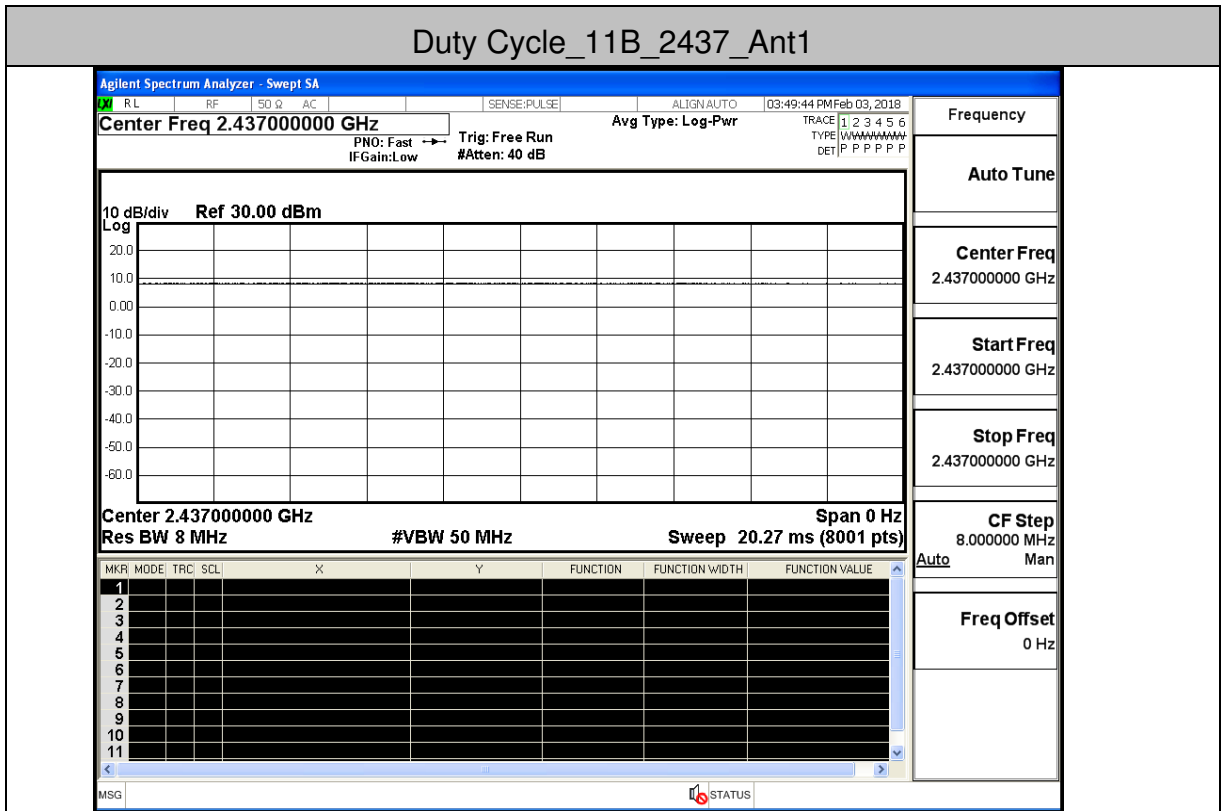 Duty Cycle_11B_2437_Ant1
Agilent Spectrum Analyzer - Swept SA
LXI RL RF 50 Ω AC SENSE:PULSE ALIGN AUTO 03:49:44 PM Feb 03, 2018
Center Freq 2.437000000 GHz
PNO: Fast
IFGain:Low
Trig: Free Run
#Atten: 40 dB
Avg Type: Log-Pwr
TRACE 1 2 3 4 5 6
TYPE WWWWWW
DET P P P P P P
10 dB/div Ref 30.00 dBm
Log
20.0
10.0
0.00
-10.0
-20.0
-30.0
-40.0
-50.0
-60.0
Center 2.437000000 GHz Span 0 Hz
Res BW 8 MHz #VBW 50 MHz Sweep 20.27 ms (8001 pts)
MKR MODE TRC SCL X Y FUNCTION FUNCTION WIDTH FUNCTION VALUE
1
2
3
4
5
6
7
8
9
10
11
MSG STATUS
Frequency
Auto Tune
Center Freq
2.437000000 GHz
Start Freq
2.437000000 GHz
Stop Freq
2.437000000 GHz
CF Step
8.000000 MHz
Auto Man
Freq Offset
0 Hz